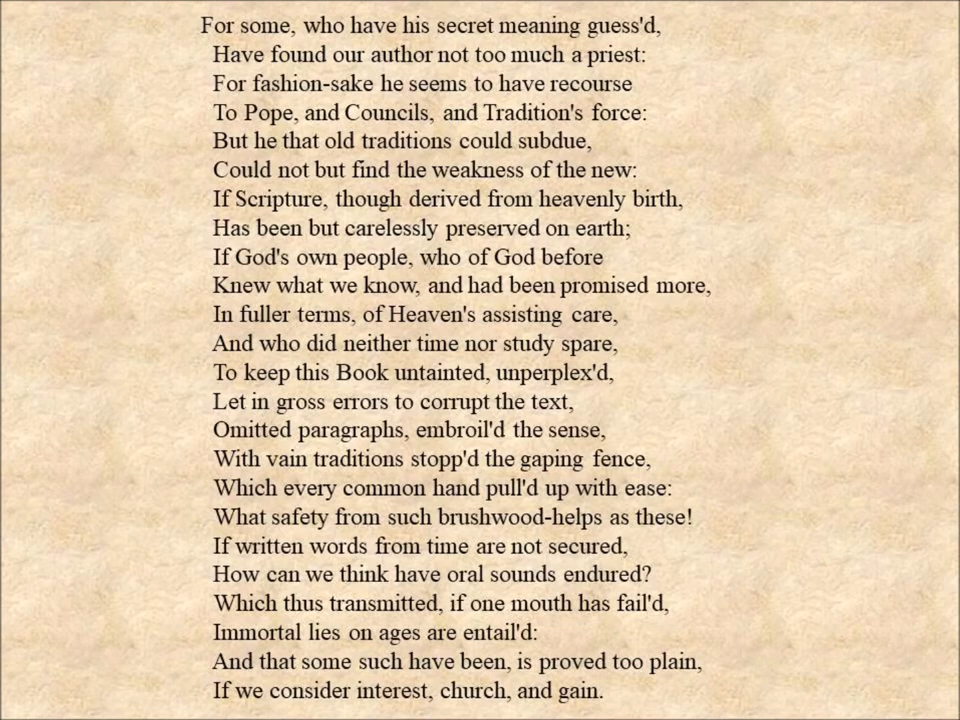 For some, who have his secret meaning guess'd,
Have found our author not too much a priest:
For fashion-sake he seems to have recourse
To Pope, and Councils, and Tradition's force:
But he that old traditions could subdue,
Could not but find the weakness of the new:
If Scripture, though derived from heavenly birth,
Has been but carelessly preserved on earth;
If God's own people, who of God before
Knew what we know, and had been promised more,
In fuller terms, of Heaven's assisting care,
And who did neither time nor study spare,
To keep this Book untainted, unperplex'd,
Let in gross errors to corrupt the text,
Omitted paragraphs, embroil'd the sense,
With vain traditions stopp'd the gaping fence,
Which every common hand pull'd up with ease:
What safety from such brushwood-helps as these!
If written words from time are not secured,
How can we think have oral sounds endured?
Which thus transmitted, if one mouth has fail'd,
Immortal lies on ages are entail'd:
And that some such have been, is proved too plain,
If we consider interest, church, and gain.